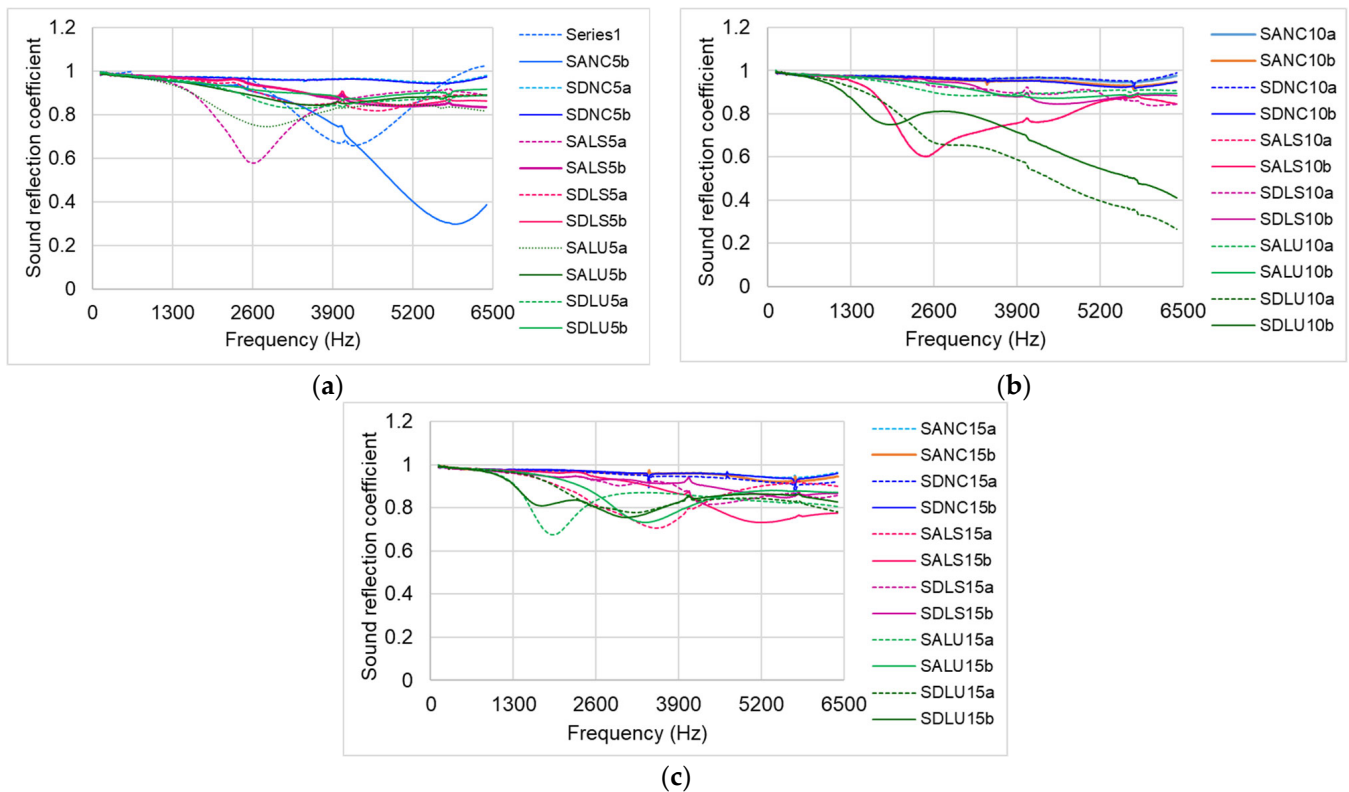 Sound reflection coefficient
1.2
1
0.8
0.6
0.4
0.2
0
0 1300 2600 3900 5200 6500
Frequency (Hz)
Series1
SANC5b
SDNC5a
SDNC5b
SALS5a
SALS5b
SDLS5a
SDLS5b
SALU5a
SALU5b
SDLU5a
SDLU5b
(a)
Sound reflection coefficient
1.2
1
0.8
0.6
0.4
0.2
0
0 1300 2600 3900 5200 6500
Frequency (Hz)
SANC10a
SANC10b
SDNC10a
SDNC10b
SALS10a
SALS10b
SDLS10a
SDLS10b
SALU10a
SALU10b
SDLU10a
SDLU10b
(b)
Sound reflection coefficient
1.2
1
0.8
0.6
0.4
0.2
0
0 1300 2600 3900 5200 6500
Frequency (Hz)
SANC15a
SANC15b
SDNC15a
SDNC15b
SALS15a
SALS15b
SDLS15a
SDLS15b
SALU15a
SALU15b
SDLU15a
SDLU15b
(c)